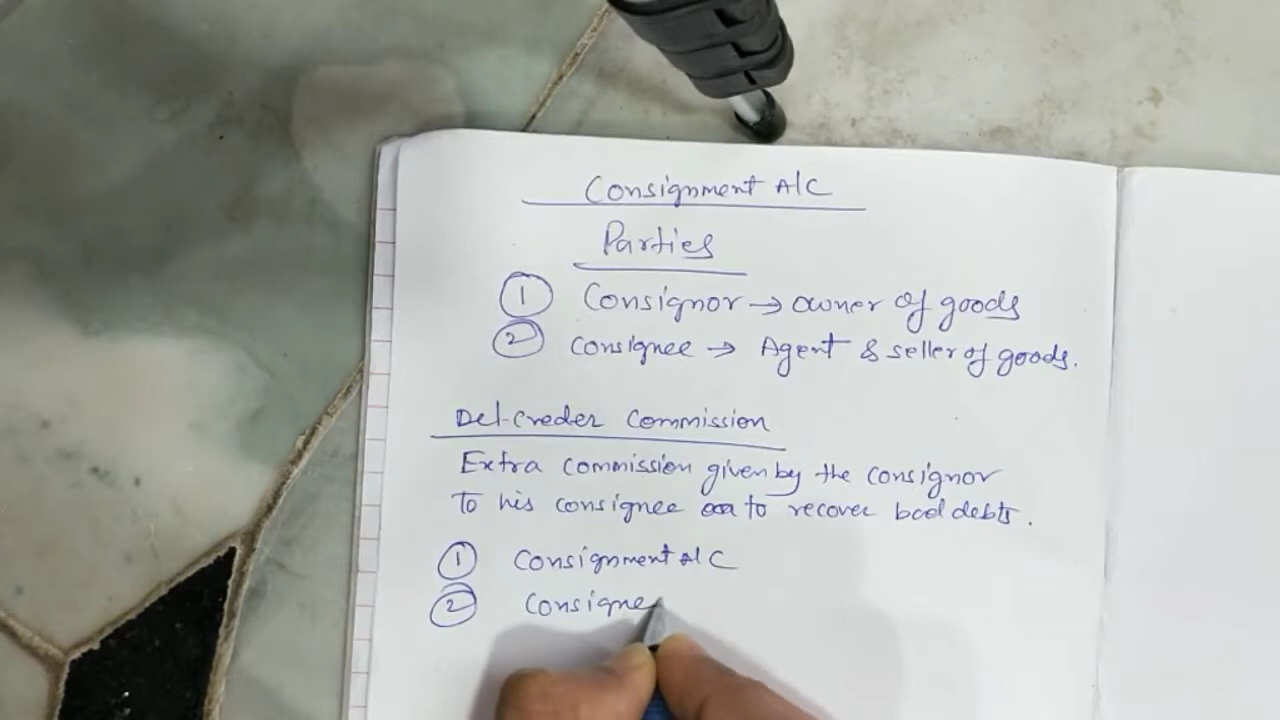 Consignment A/C
Parties
① Consignor → owner of goods
② consignee → Agent & seller of goods.
Del-creder commission
Extra commission given by the consignor
To his consignee to recover bad debts.
① Consignment A/C
② Consigne